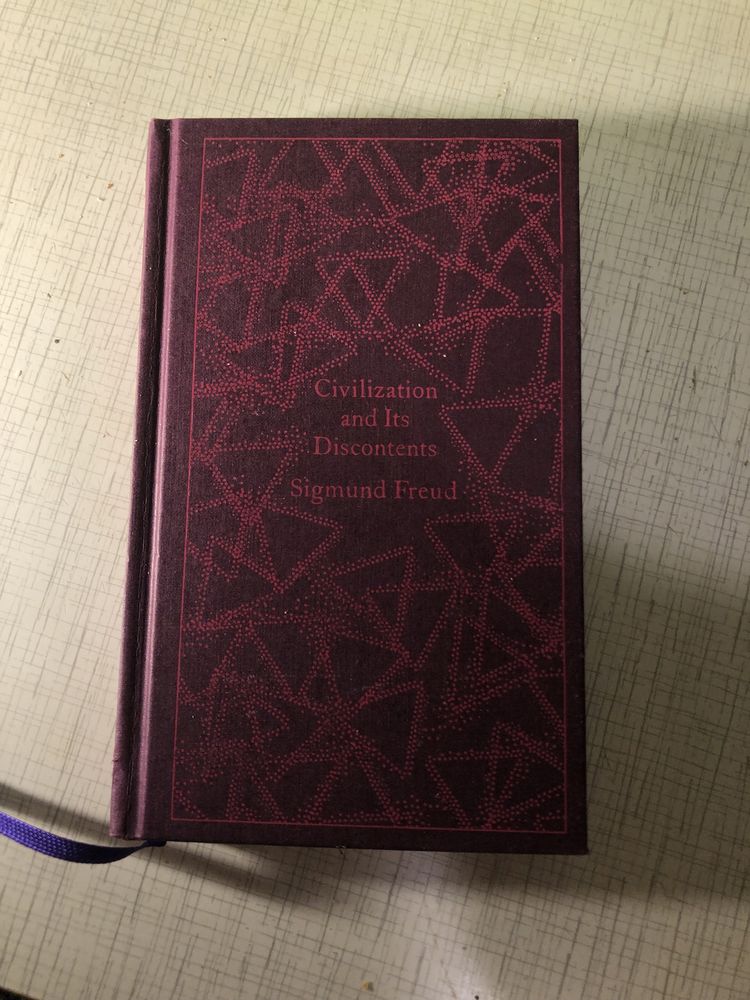 Civilization
and Its
Discontents
Sigmund Freud